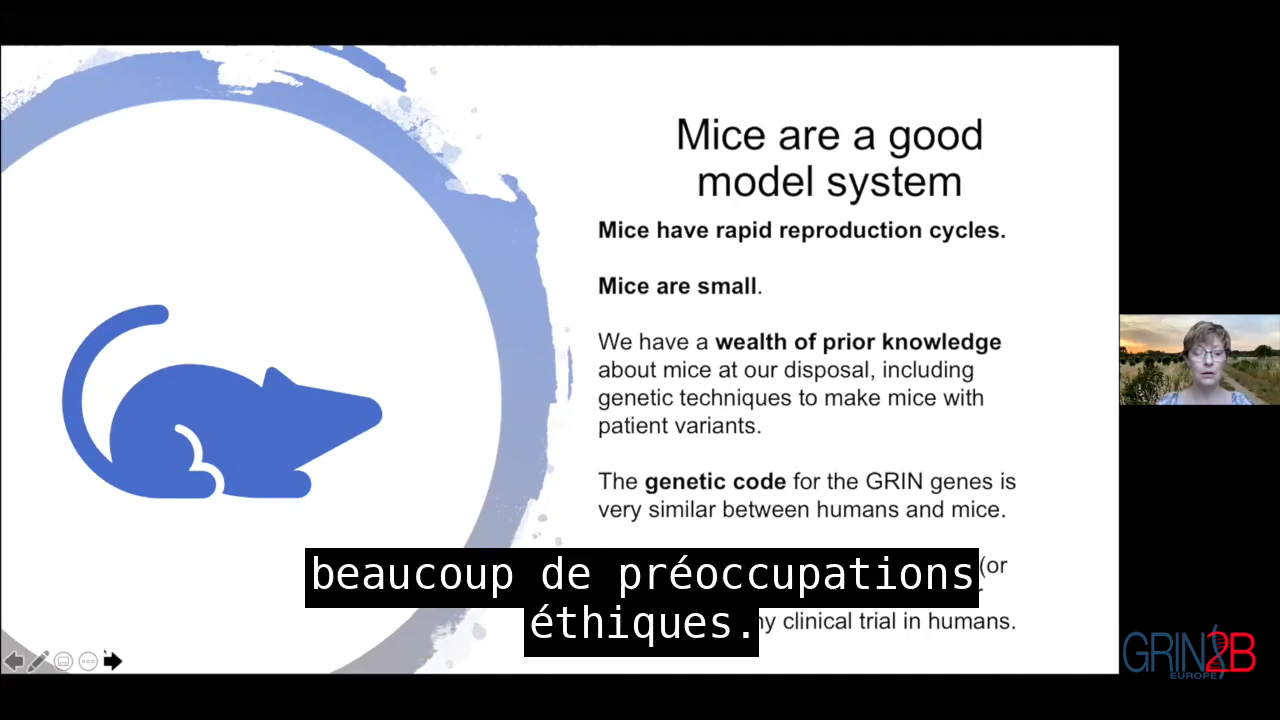 Mice are a good
model system
Mice have rapid reproduction cycles.
Mice are small.
We have a wealth of prior knowledge
about mice at our disposal, including
genetic techniques to make mice with
patient variants.
The genetic code for the GRIN genes is
very similar between humans and mice.
(or
clinical trial in humans.
beaucoup de préoccupations
éthiques.
GRIN2B
EUROPE